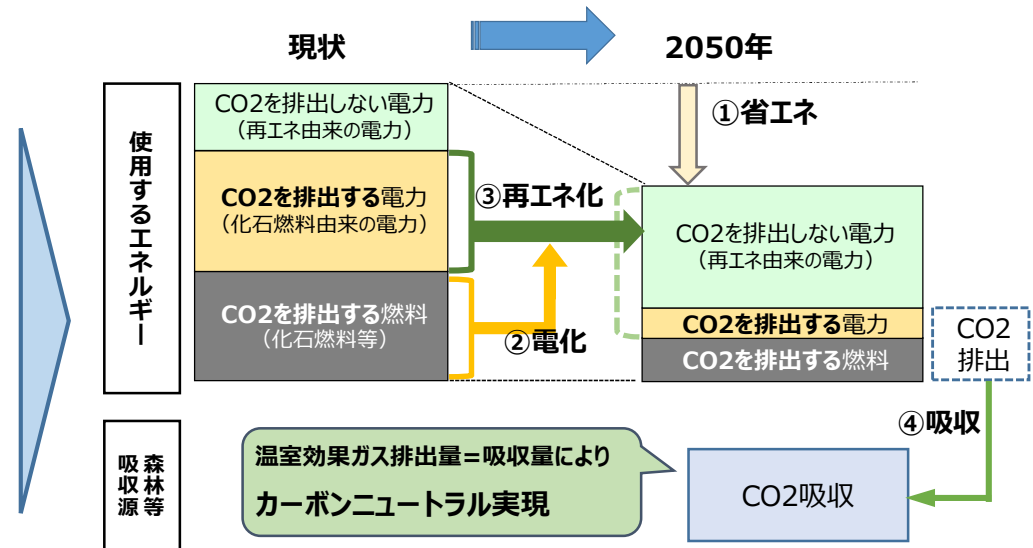 現状
2050年
使用するエネルギー
CO2を排出しない電力
（再エネ由来の電力）
CO2を排出する電力
（化石燃料由来の電力）
CO2を排出する燃料
（化石燃料等）
③再エネ化
②電化
①省エネ
CO2を排出しない電力
（再エネ由来の電力）
CO2を排出する電力
CO2を排出する燃料
CO2
排出
④吸収
森林等
吸収源
温室効果ガス排出量=吸収量により
カーボンニュートラル実現
CO2吸収